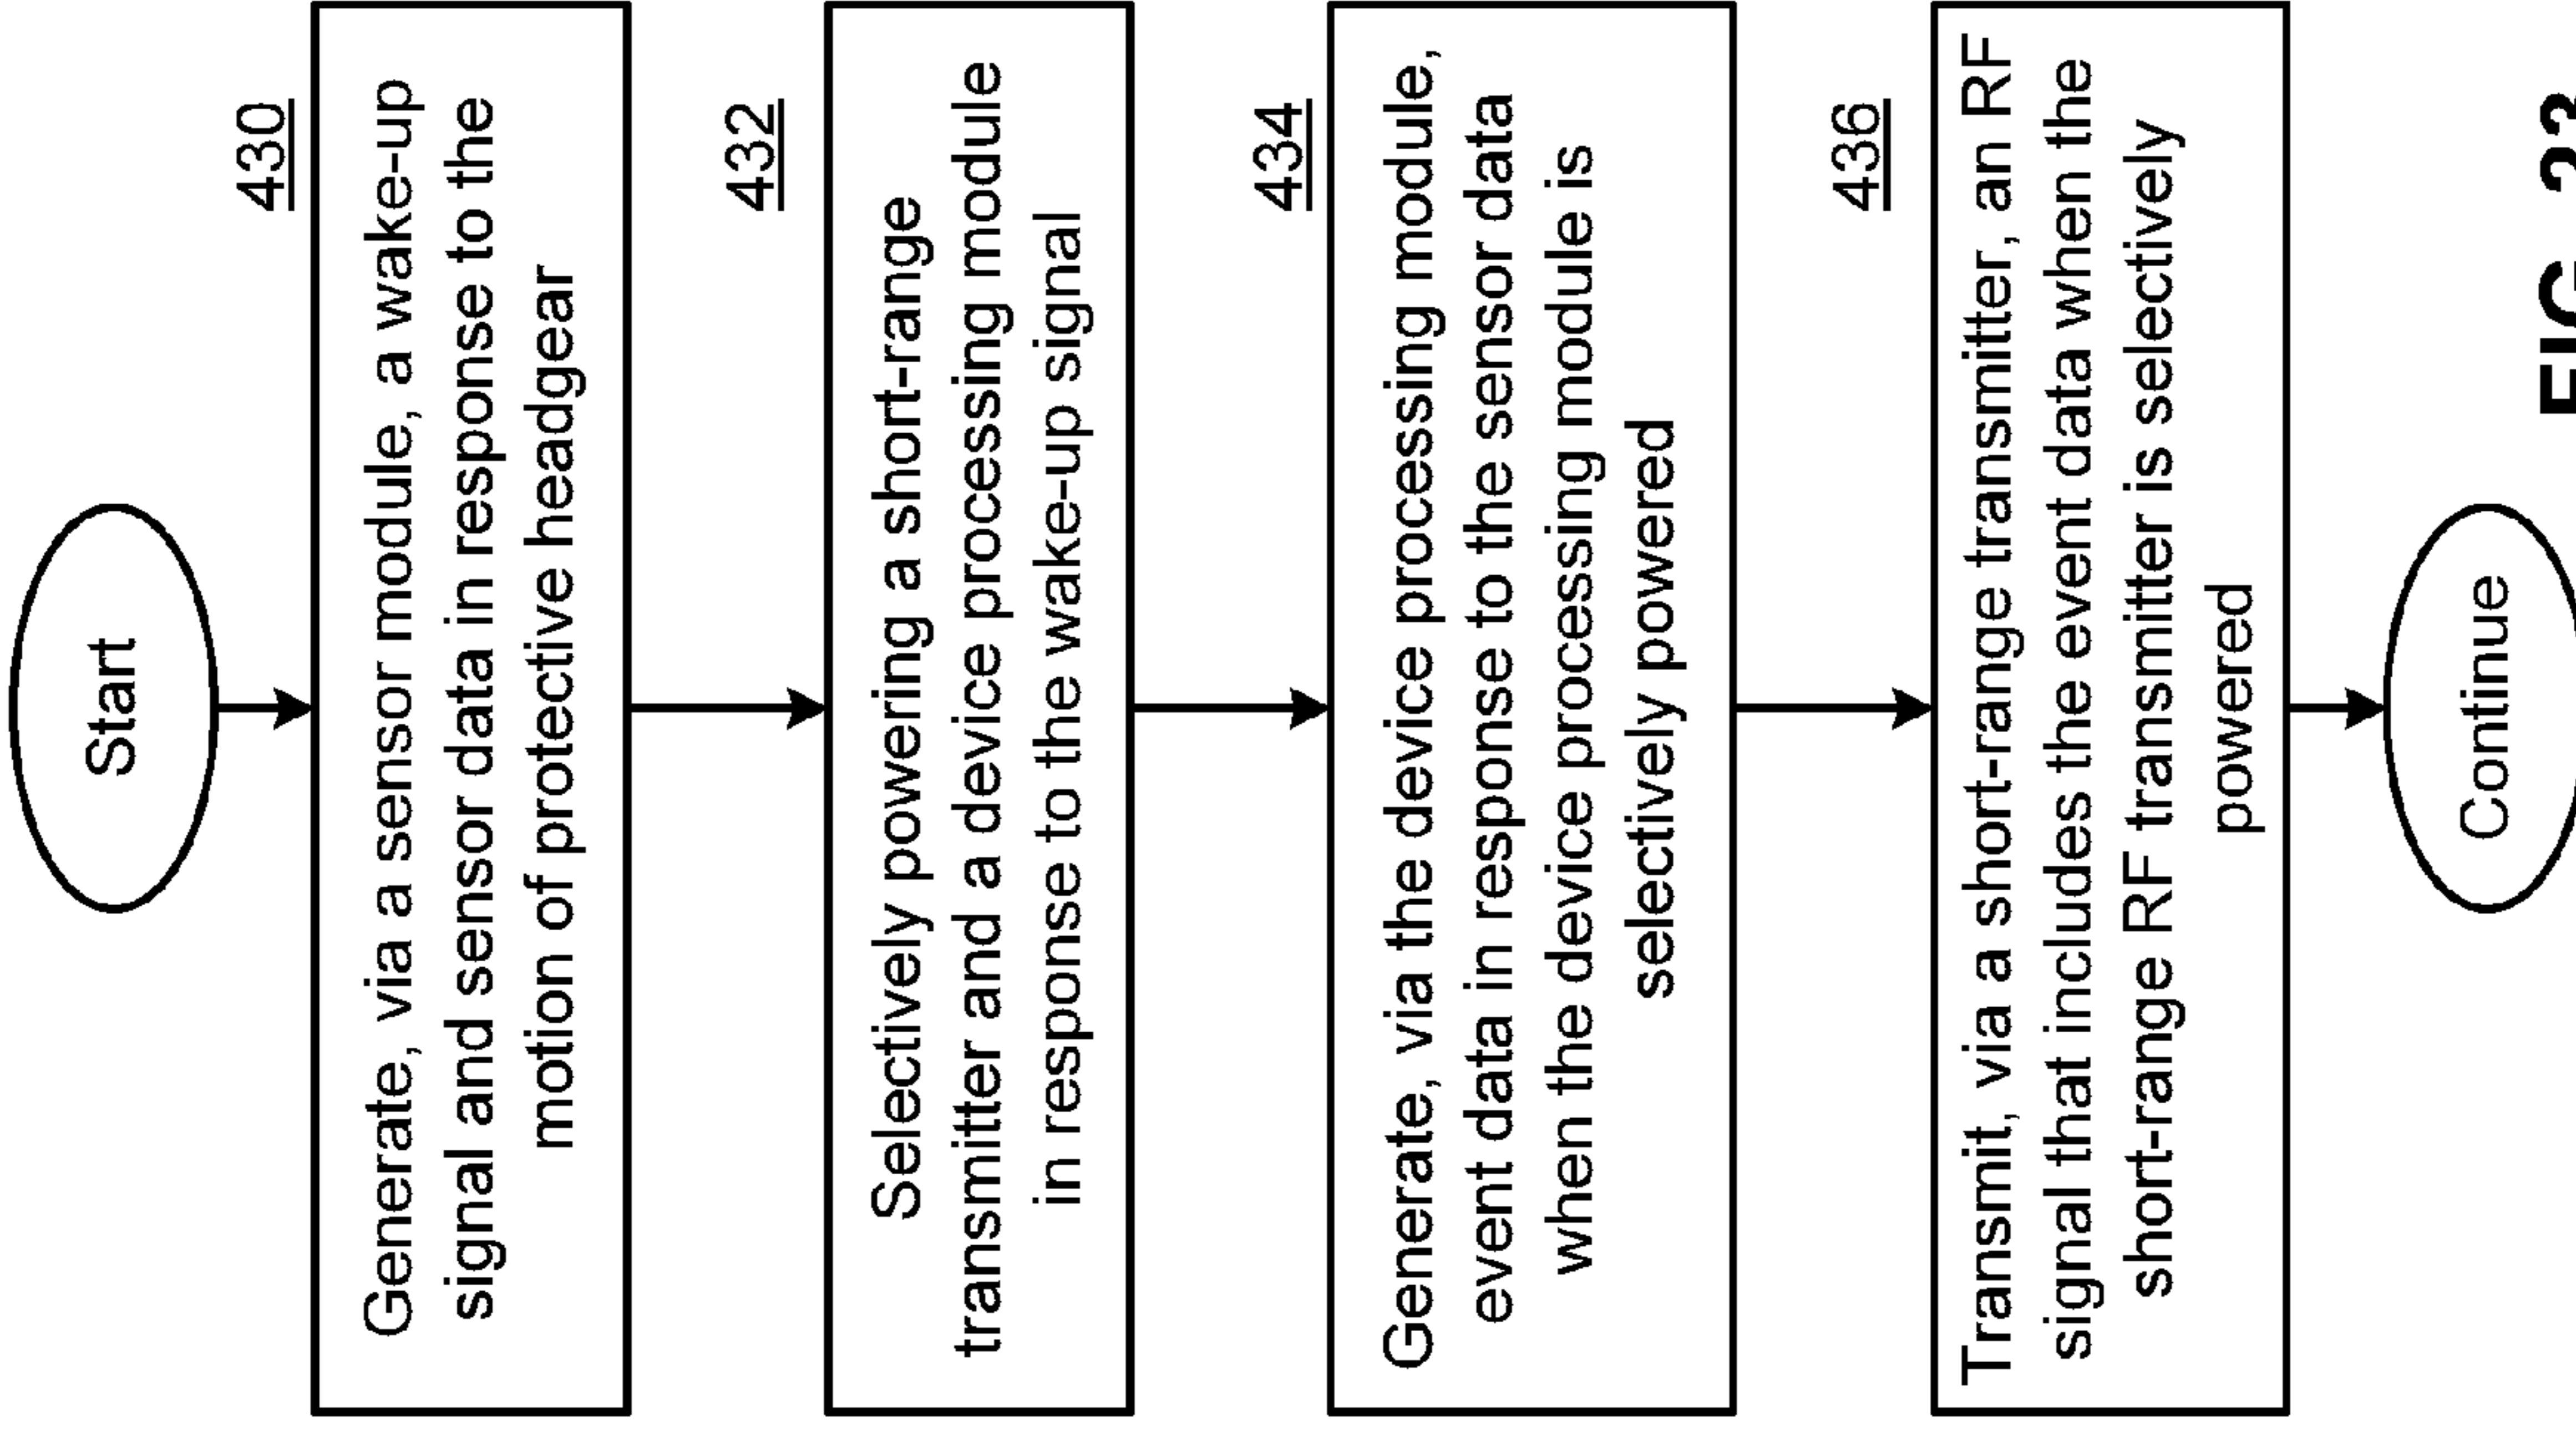 Start
430
Generate, via a sensor module, a wake-up
signal and sensor data in response to the
motion of protective headgear
432
Selectively powering a short-range
transmitter and a device processing module
in response to the wake-up signal
434
Generate, via the device processing module,
event data in response to the sensor data
when the device processing module is
selectively powered
436
Transmit, via a short-range transmitter, an RF
signal that includes the event data when the
short-range RF transmitter is selectively
powered
Continue
FIG.